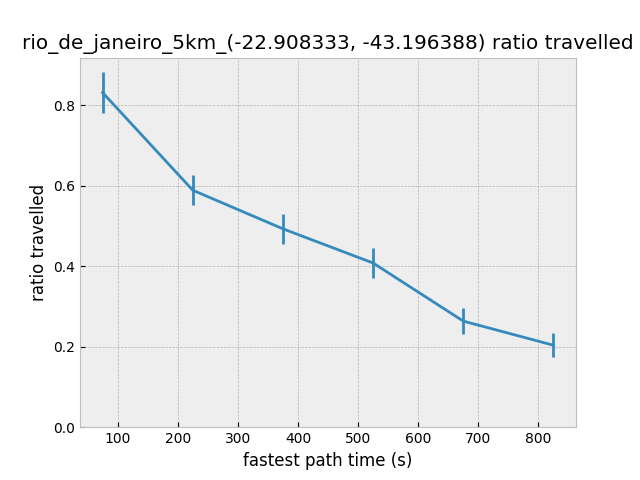 rio_de_janeiro_5km_(-22.908333, -43.196388) ratio travelled
0.8
0.6
0.4
0.2
0.0
ratio travelled
100 200 300 400 500 600 700 800
fastest path time (s)